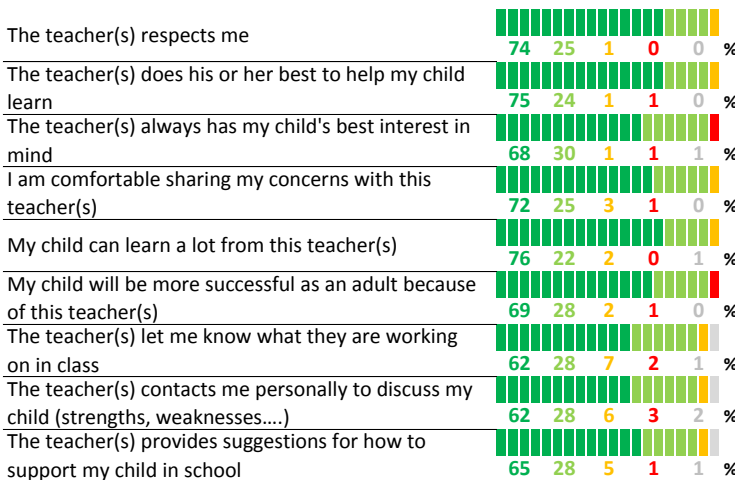 The teacher(s) respects me
74 25 1 0 0 %
The teacher(s) does his or her best to help my child
learn
75 24 1 1 0 %
The teacher(s) always has my child's best interest in
mind
68 30 1 1 1 %
I am comfortable sharing my concerns with this
teacher(s)
72 25 3 1 0 %
My child can learn a lot from this teacher(s)
76 22 2 0 1 %
My child will be more successful as an adult because
of this teacher(s)
69 28 2 1 0 %
The teacher(s) let me know what they are working
on in class
62 28 7 2 1 %
The teacher(s) contacts me personally to discuss my
child (strengths, weaknesses....)
62 28 6 3 2 %
The teacher(s) provides suggestions for how to
support my child in school
65 28 5 1 1 %